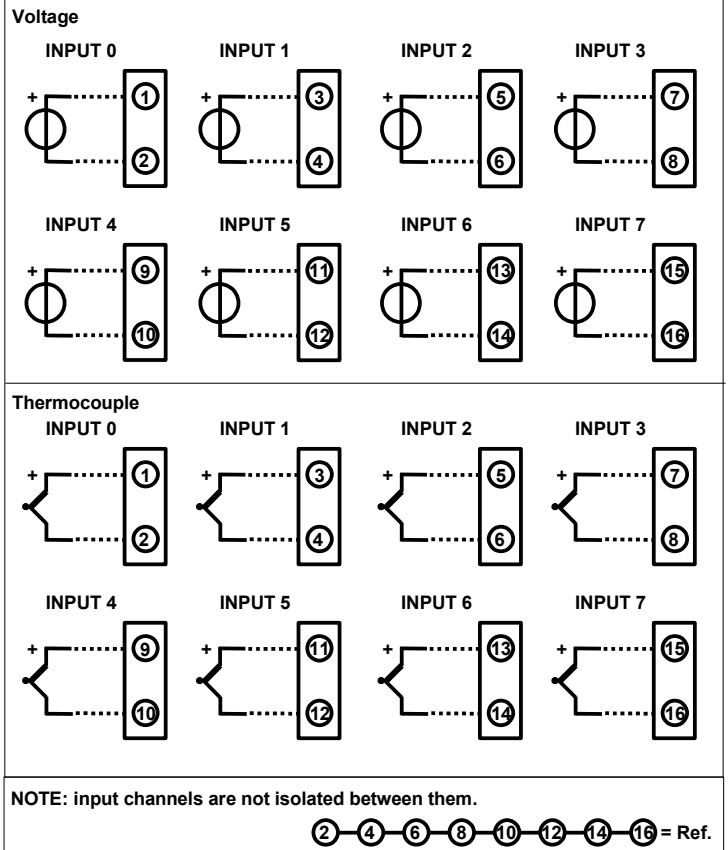 Voltage
INPUT 0 INPUT 1 INPUT 2 INPUT 3
+ 1 + 3 + 5 + 7
2 4 6 8
INPUT 4 INPUT 5 INPUT 6 INPUT 7
+ 9 + 11 + 13 + 15
10 12 14 16
Thermocouple
INPUT 0 INPUT 1 INPUT 2 INPUT 3
+ 1 + 3 + 5 + 7
2 4 6 8
INPUT 4 INPUT 5 INPUT 6 INPUT 7
+ 9 + 11 + 13 + 15
10 12 14 16
NOTE: input channels are not isolated between them.
2 4 6 8 10 12 14 16 = Ref.